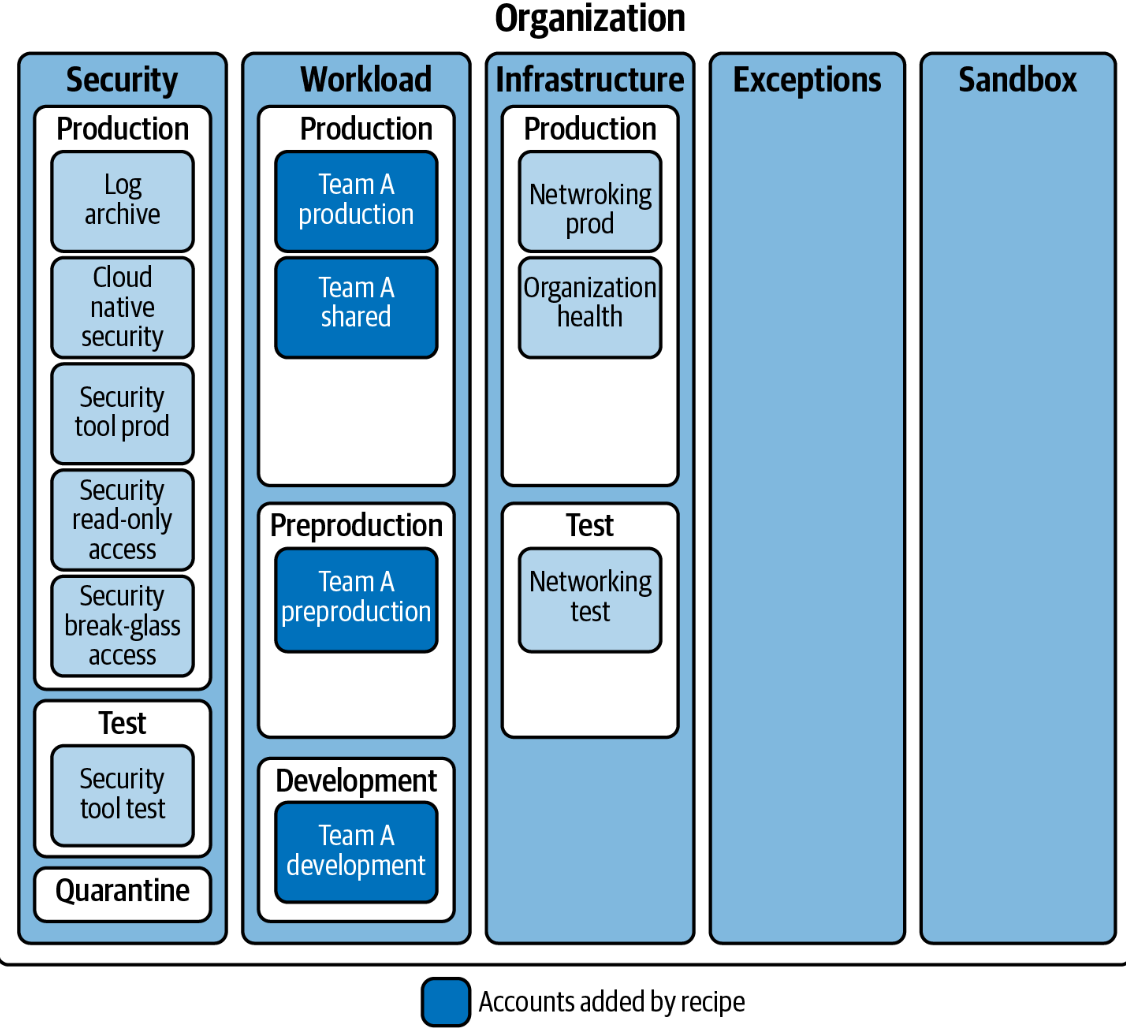 Organization
Security
Production
Log
archive
Cloud
native
security
Security
tool prod
Security
read-only
access
Security
break-glass
access
Test
Security
tool test
Quarantine
Workload
Production
Team A
production
Team A
shared
Preproduction
Team A
preproduction
Development
Team A
development
Infrastructure
Production
Netwroking
prod
Organization
health
Test
Networking
test
Exceptions
Sandbox
Accounts added by recipe